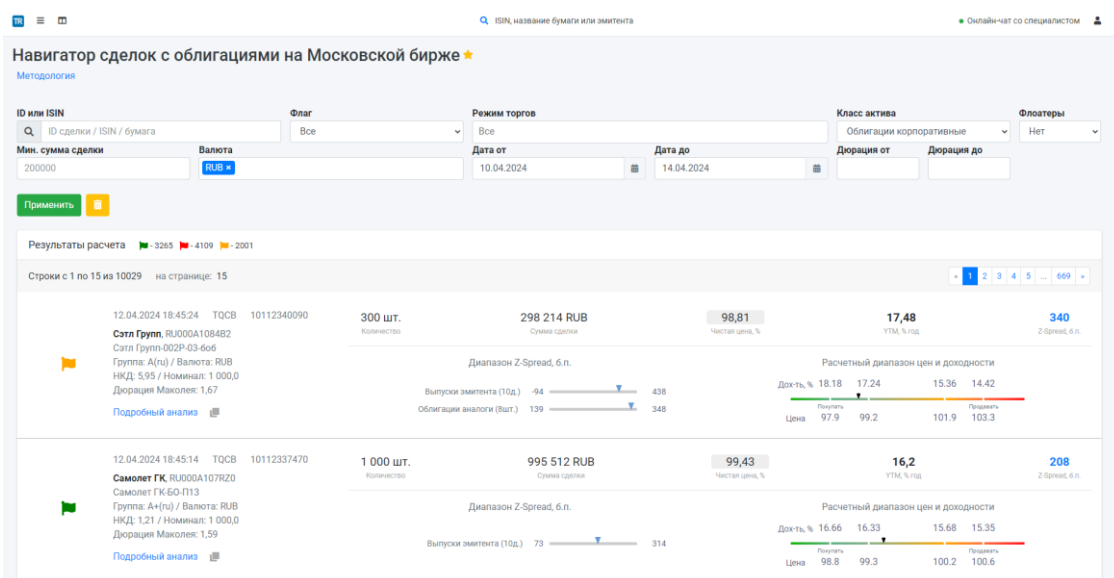 TR
ISIN, название бумаги или эмитента
Онлайн-чат со специалистом
Навигатор сделок с облигациями на Московской бирже
Методология
ID или ISIN Флаг Режим торгов Класс актива Флоатеры
ID сделки / ISIN / бумага Все Все Облигации корпоративные Нет
Мин. сумма сделки Валюта Дата от Дата до Дюрация от Дюрация до
200000 RUB × 10.04.2024 14.04.2024
Применить
Результаты расчета - 3265 - 4109 - 2001
Строки с 1 по 15 из 10029 на странице: 15 « 1 2 3 4 5 ... 669 »
12.04.2024 18:45:24 TQCB 10112340090 300 шт. 298 214 RUB 98,81 17,48 340
Количество Сумма сделки Чистая цена, % YTM, % год Z-Spread, б.п.
Сэтл Групп, RU000A1084B2
Сэтл Групп-002P-03-боб
Группа: A(ru) / Валюта: RUB
НКД: 5,95 / Номинал: 1 000,0
Дюрация Маколея: 1,67
Подробный анализ
Диапазон Z-Spread, б.п.
Выпуски эмитента (10д.) -94 438
Облигации аналоги (8шт.) 139 348
Расчетный диапазон цен и доходности
Дох-ть, % 18.18 17.24 15.36 14.42
Покупать Продавать
Цена 97.9 99.2 101.9 103.3
12.04.2024 18:45:14 TQCB 10112337470 1 000 шт. 995 512 RUB 99,43 16,2 208
Количество Сумма сделки Чистая цена, % YTM, % год Z-Spread, б.п.
Самолет ГК, RU000A107RZ0
Самолет ГК-БО-П13
Группа: A+(ru) / Валюта: RUB
НКД: 1,21 / Номинал: 1 000,0
Дюрация Маколея: 1,59
Подробный анализ
Диапазон Z-Spread, б.п.
Выпуски эмитента (10д.) 73 314
Расчетный диапазон цен и доходности
Дох-ть, % 16.66 16.33 15.68 15.35
Покупать Продавать
Цена 98.8 99.3 100.2 100.6